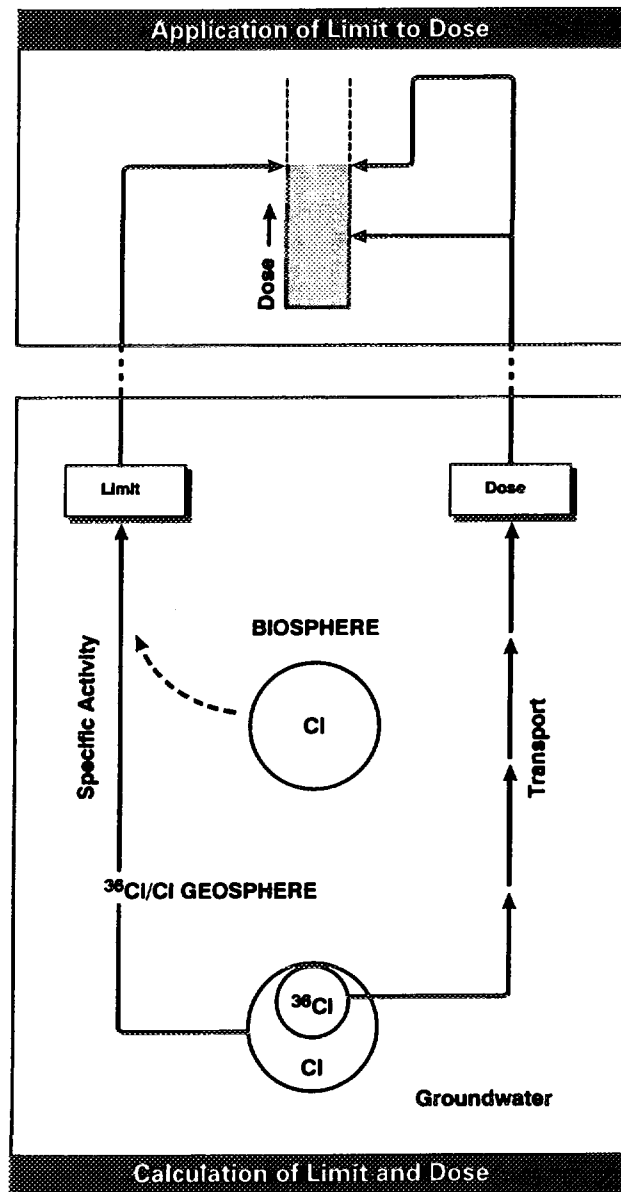 Application of Limit to Dose
Dose
Limit
Dose
BIOSPHERE
Cl
Specific Activity
Transport
³⁶Cl/Cl GEOSPHERE
³⁶Cl
Cl
Groundwater
Calculation of Limit and Dose